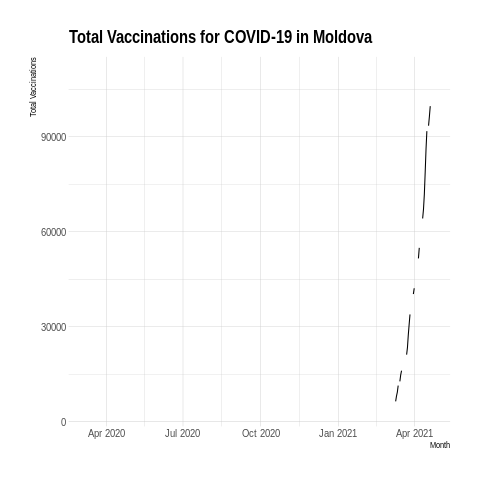 Total Vaccinations for COVID-19 in Moldova
Total Vaccinations
90000
60000
30000
0
Apr 2020 Jul 2020 Oct 2020 Jan 2021 Apr 2021
Month